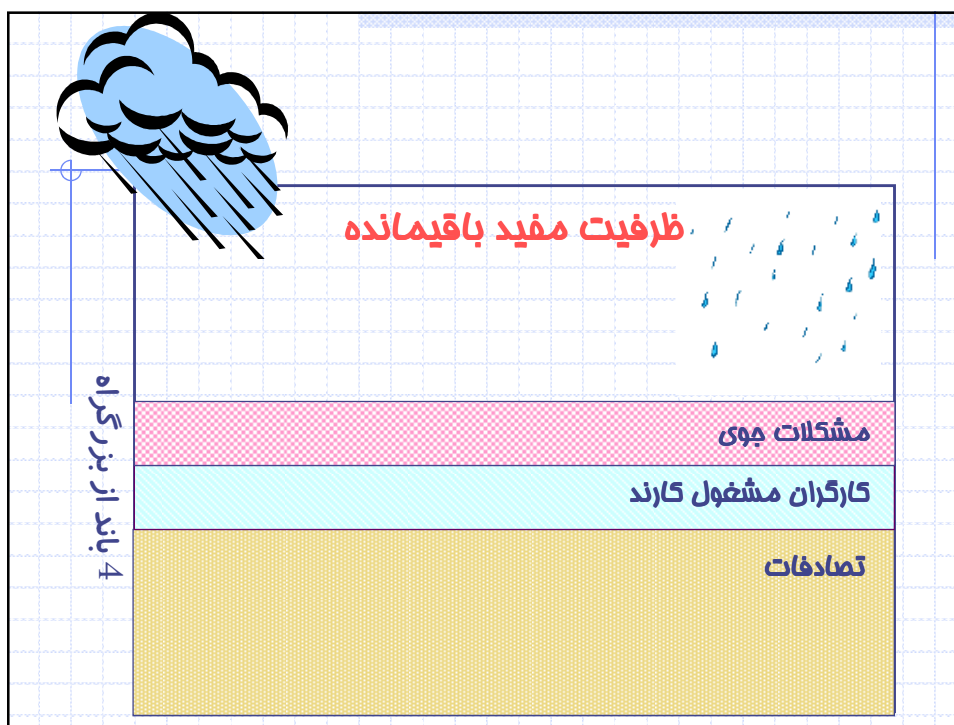 ظرفیت مفید باقیمانده
مشکلات جوی
کارگران مشغول کارند
تصادفات
4 باند از بزرگراه